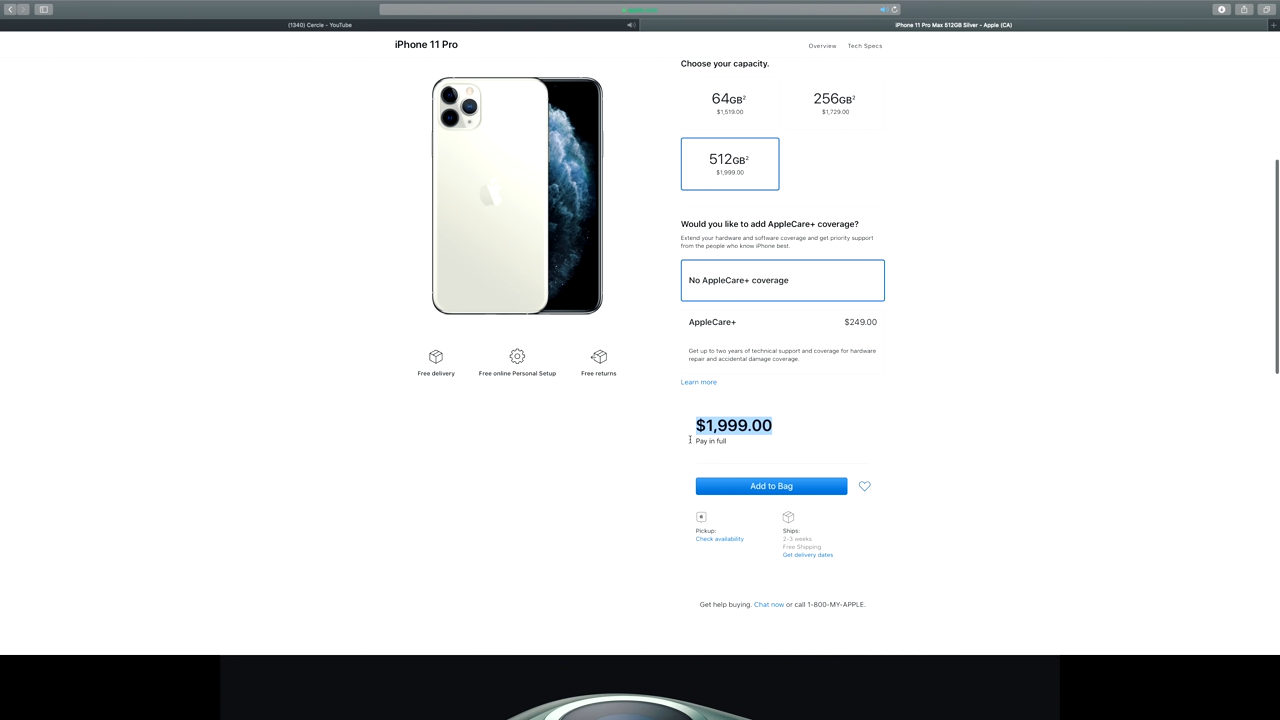 (1340) Cercle - YouTube
iPhone 11 Pro Max 512GB Silver - Apple (CA)
iPhone 11 Pro
Overview
Tech Specs
Choose your capacity.
64GB²
$1,519.00
256GB²
$1,729.00
512GB²
$1,999.00
Would you like to add AppleCare+ coverage?
Extend your hardware and software coverage and get priority support
from the people who know iPhone best.
No AppleCare+ coverage
AppleCare+
$249.00
Get up to two years of technical support and coverage for hardware
repair and accidental damage coverage.
Learn more
Free delivery
Free online Personal Setup
Free returns
$1,999.00
Pay in full
Add to Bag
Pickup:
Check availability
Ships:
2-3 weeks
Free Shipping
Get delivery dates
Get help buying. Chat now or call 1-800-MY-APPLE.